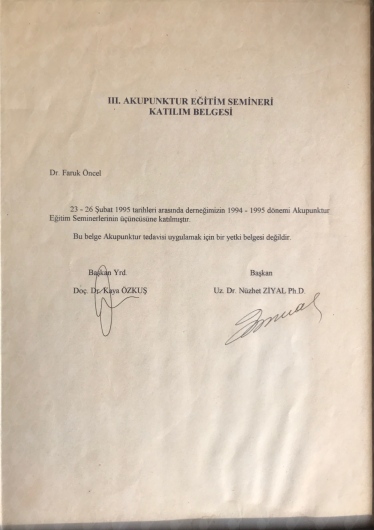 III. AKUPUNKTUR EĞİTİM SEMİNERİ
KATILIM BELGESİ
Dr. Faruk Öncel
23 - 26 Şubat 1995 tarihleri arasında derneğimizin 1994 - 1995 dönemi Akupunktur
Eğitim Seminerlerinin üçüncüsüne katılmıştır.
Bu belge Akupunktur tedavisi uygulamak için bir yetki belgesi değildir.
Başkan Yrd. Başkan
Doç. Dr. Kaya ÖZKUŞ Uz. Dr. Nüzhet ZİYAL Ph.D.